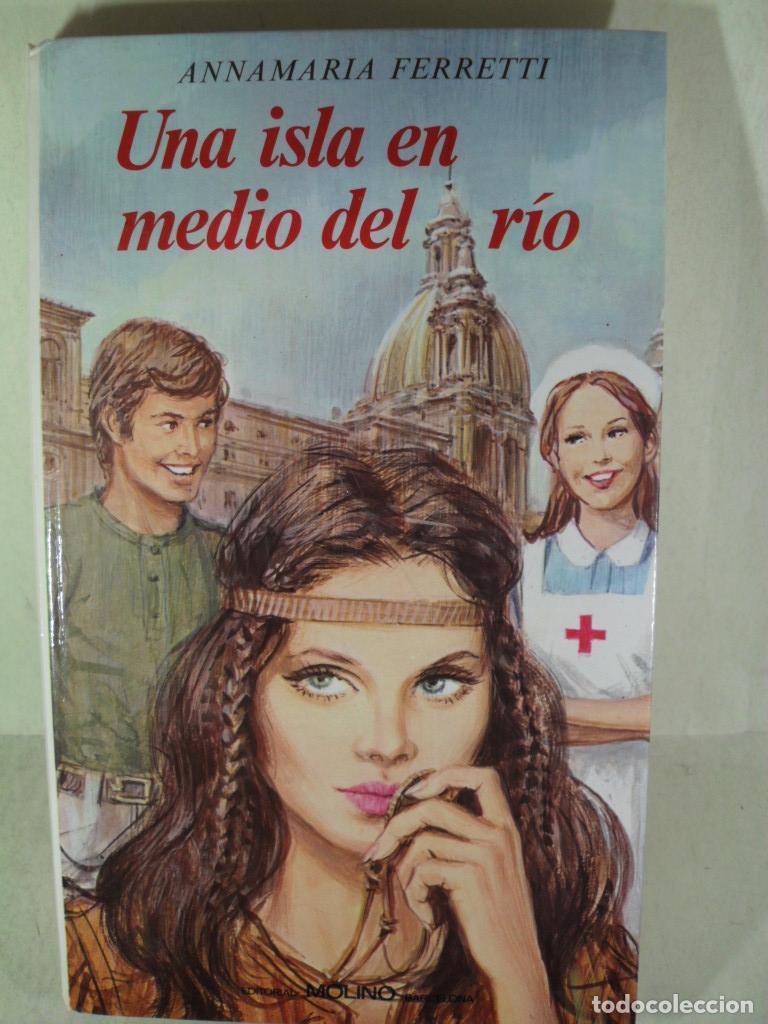 ANNAMARIA FERRETTI
Una isla en
medio del río
EDITORIAL MOLINO BARCELONA
todocoleccion